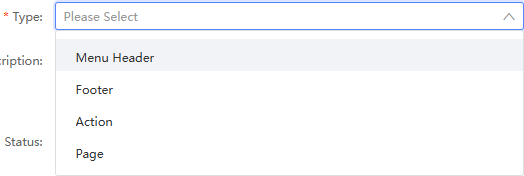 * Type: Please Select
Menu Header
ription:
Footer
Action
Status:
Page